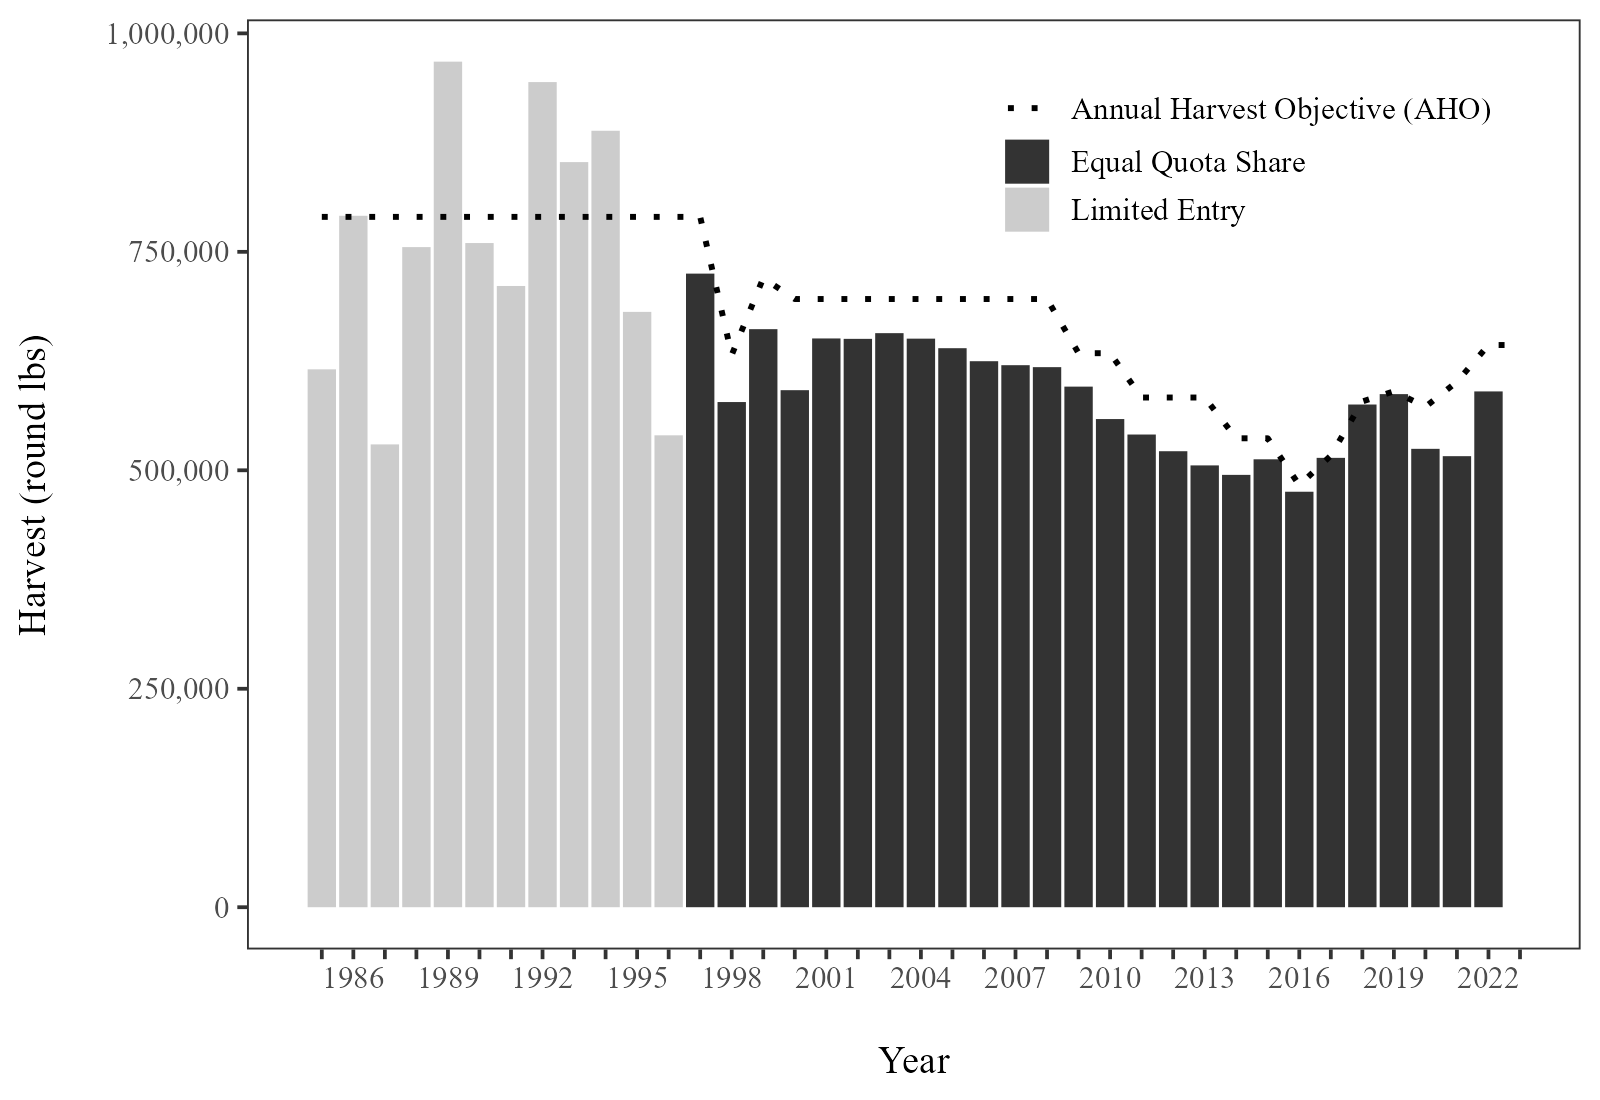 1,000,000
Annual Harvest Objective (AHO)
Equal Quota Share
Limited Entry
750,000
500,000
250,000
0
Harvest (round lbs)
1986 1989 1992 1995 1998 2001 2004 2007 2010 2013 2016 2019 2022
Year